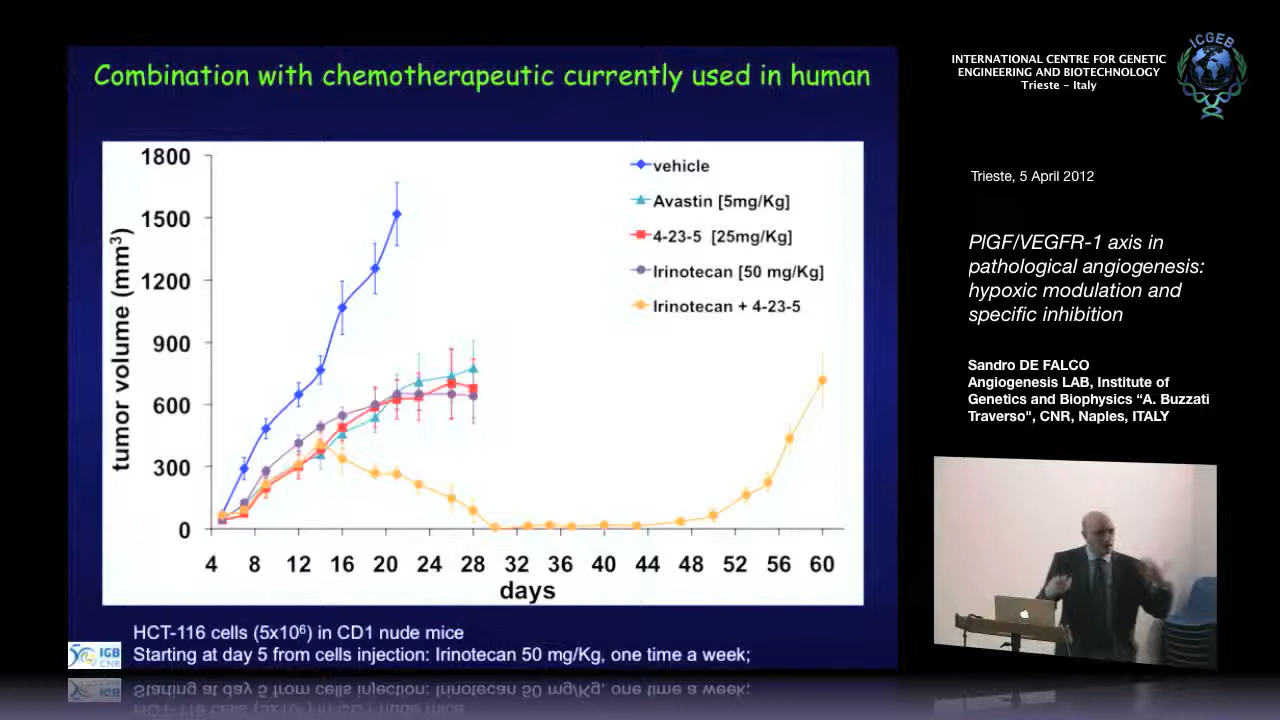 Combination with chemotherapeutic currently used in human
1800
1500
1200
900
600
300
0
tumor volume (mm³)
4 8 12 16 20 24 28 32 36 40 44 48 52 56 60
days
vehicle
Avastin [5mg/Kg]
4-23-5 [25mg/Kg]
Irinotecan [50 mg/Kg]
Irinotecan + 4-23-5
HCT-116 cells (5x10⁶) in CD1 nude mice
Starting at day 5 from cells injection: Irinotecan 50 mg/Kg, one time a week;
IGB
CNR
INTERNATIONAL CENTRE FOR GENETIC
ENGINEERING AND BIOTECHNOLOGY
Trieste - Italy
ICGEB
Trieste, 5 April 2012
PlGF/VEGFR-1 axis in
pathological angiogenesis:
hypoxic modulation and
specific inhibition
Sandro DE FALCO
Angiogenesis LAB, Institute of
Genetics and Biophysics “A. Buzzati
Traverso", CNR, Naples, ITALY